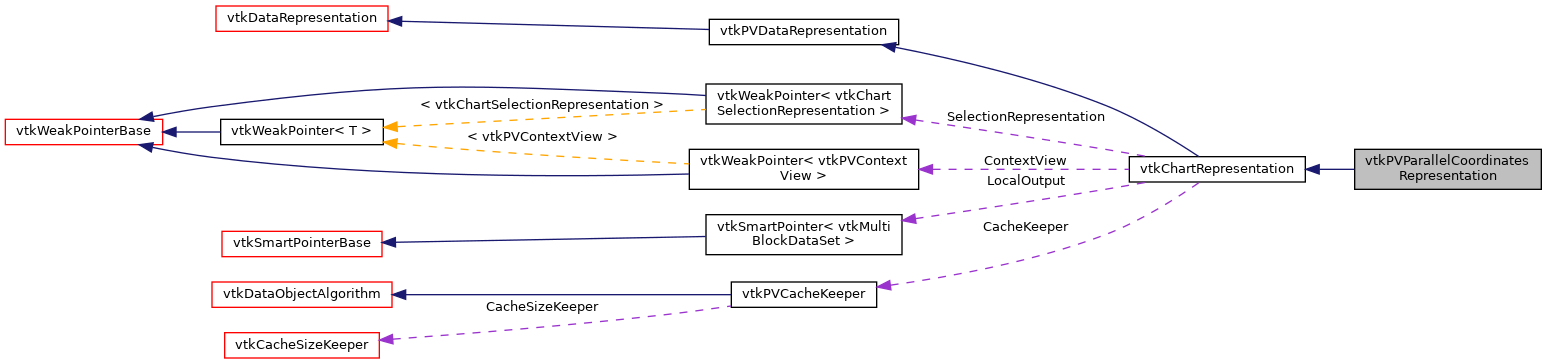 vtkDataRepresentation
vtkPVDataRepresentation
vtkWeakPointer< vtkChart
SelectionRepresentation >
< vtkChartSelectionRepresentation >
SelectionRepresentation
vtkWeakPointerBase
vtkWeakPointer< T >
< vtkPVContextView >
vtkWeakPointer< vtkPVContext
View >
ContextView
LocalOutput
vtkChartRepresentation
vtkPVParallelCoordinates
Representation
vtkSmartPointer< vtkMulti
BlockDataSet >
vtkSmartPointerBase
CacheKeeper
vtkDataObjectAlgorithm
vtkPVCacheKeeper
CacheSizeKeeper
vtkCacheSizeKeeper